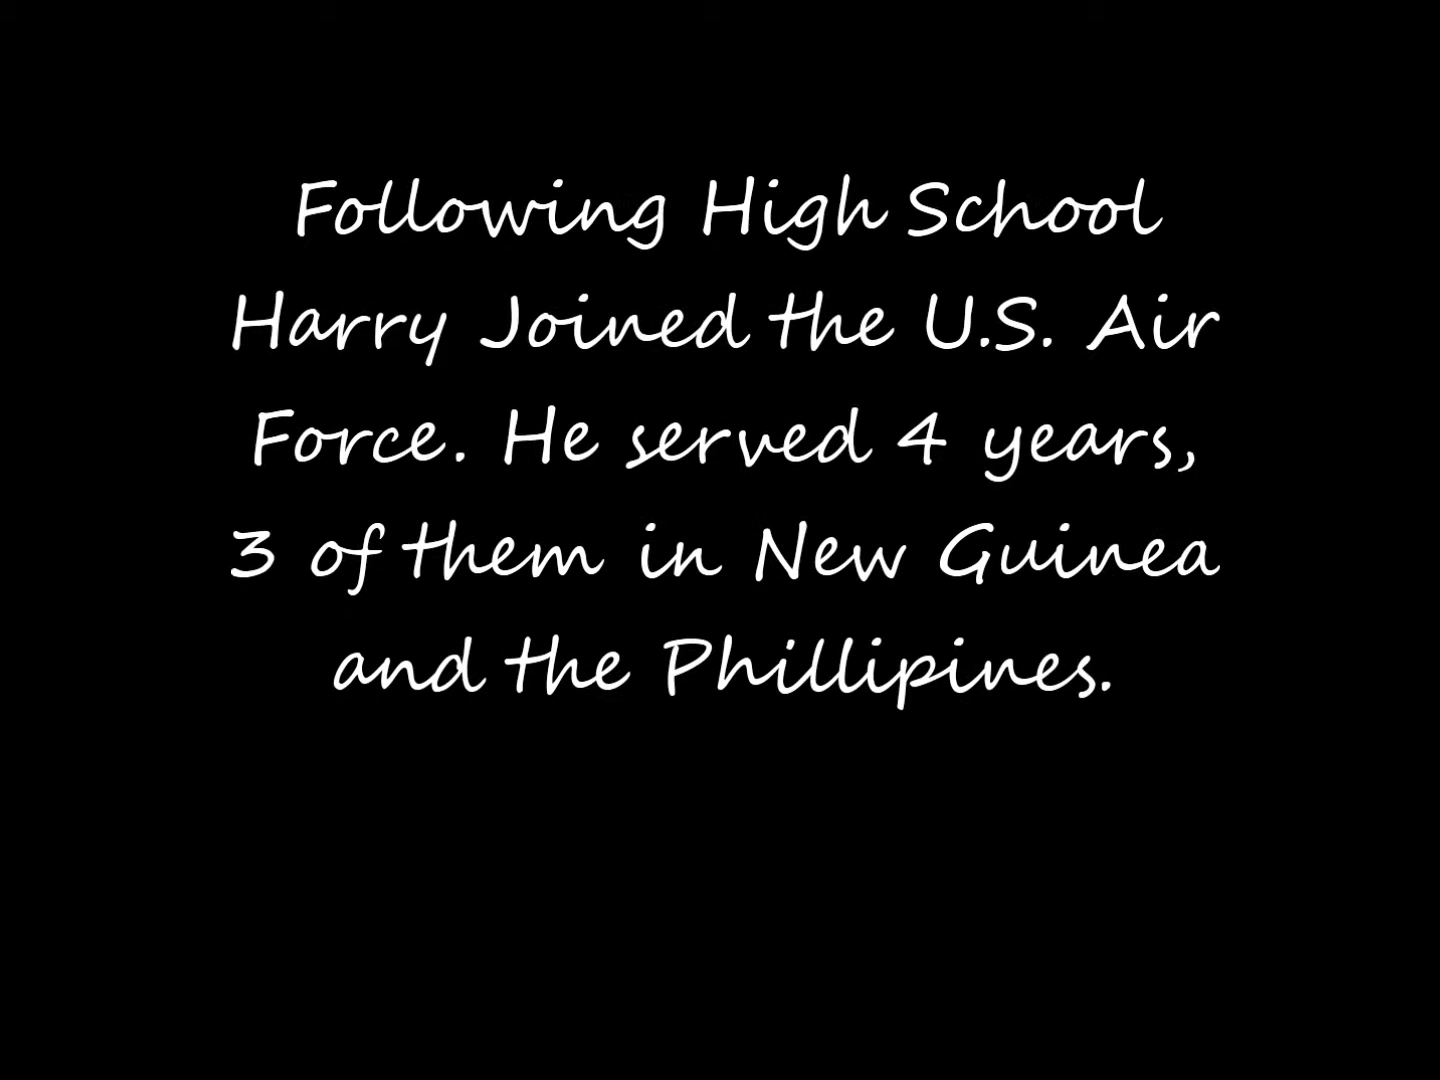 Following High School
Harry Joined the U.S. Air
Force. He served 4 years,
3 of them in New Guinea
and the Phillipines.